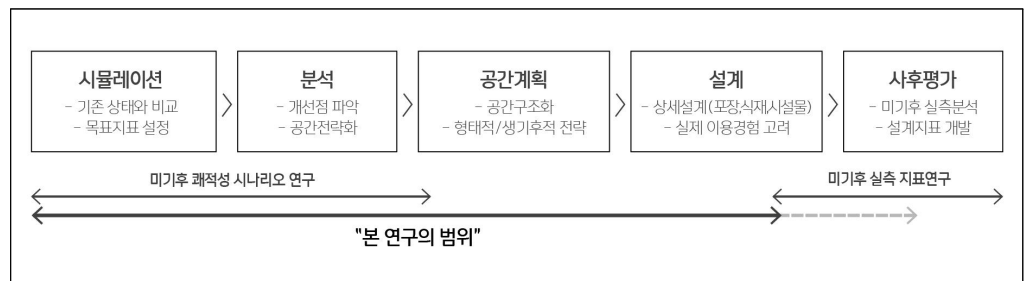 시뮬레이션
- 기존 상태와 비교
- 목표지표 설정
분석
- 개선점 파악
- 공간전략화
공간계획
- 공간구조화
- 형태적/생기후적 전략
설계
- 상세설계(포장,식재,시설물)
- 실제 이용경험 고려
사후평가
- 미기후 실측분석
- 설계지표 개발
미기후 쾌적성 시나리오 연구
미기후 실측 지표연구
"본 연구의 범위"